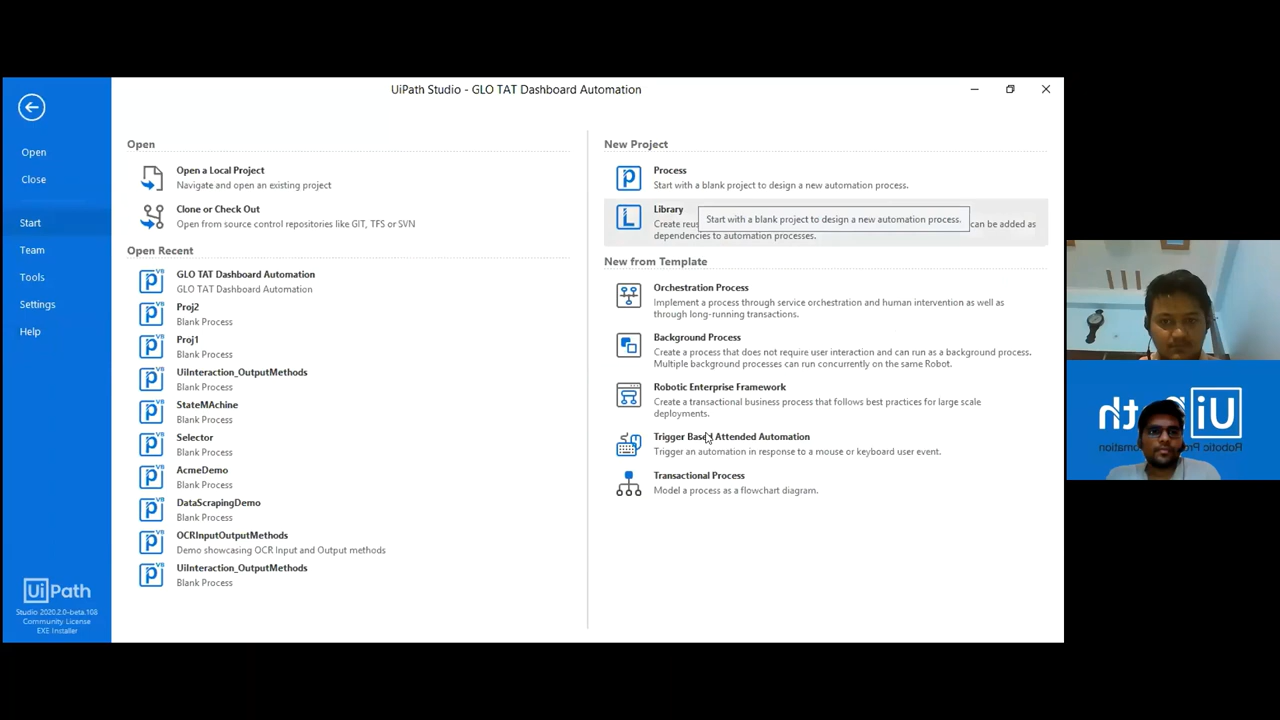 UiPath Studio - GLO TAT Dashboard Automation
Open
Close
Start
Team
Tools
Settings
Help
UiPath
Studio 2020.2.0-beta.108
Community License
EXE Installer
Open
Open a Local Project
Navigate and open an existing project
Clone or Check Out
Open from source control repositories like GIT, TFS or SVN
Open Recent
GLO TAT Dashboard Automation
GLO TAT Dashboard Automation
Proj2
Blank Process
Proj1
Blank Process
UiInteraction_OutputMethods
Blank Process
StateMAchine
Blank Process
Selector
Blank Process
AcmeDemo
Blank Process
DataScrapingDemo
Blank Process
OCRInputOutputMethods
Demo showcasing OCR Input and Output methods
UiInteraction_OutputMethods
Blank Process
New Project
Process
Start with a blank project to design a new automation process.
Library
Start with a blank project to design a new automation process.
Create can be added as
dependencies to automation processes.
New from Template
Orchestration Process
Implement a process through service orchestration and human intervention as well as
through long-running transactions.
Background Process
Create a process that does not require user interaction and can run as a background process.
Multiple background processes can run concurrently on the same Robot.
Robotic Enterprise Framework
Create a transactional business process that follows best practices for large scale
deployments.
Trigger Based Attended Automation
Trigger an automation in response to a mouse or keyboard user event.
Transactional Process
Model a process as a flowchart diagram.